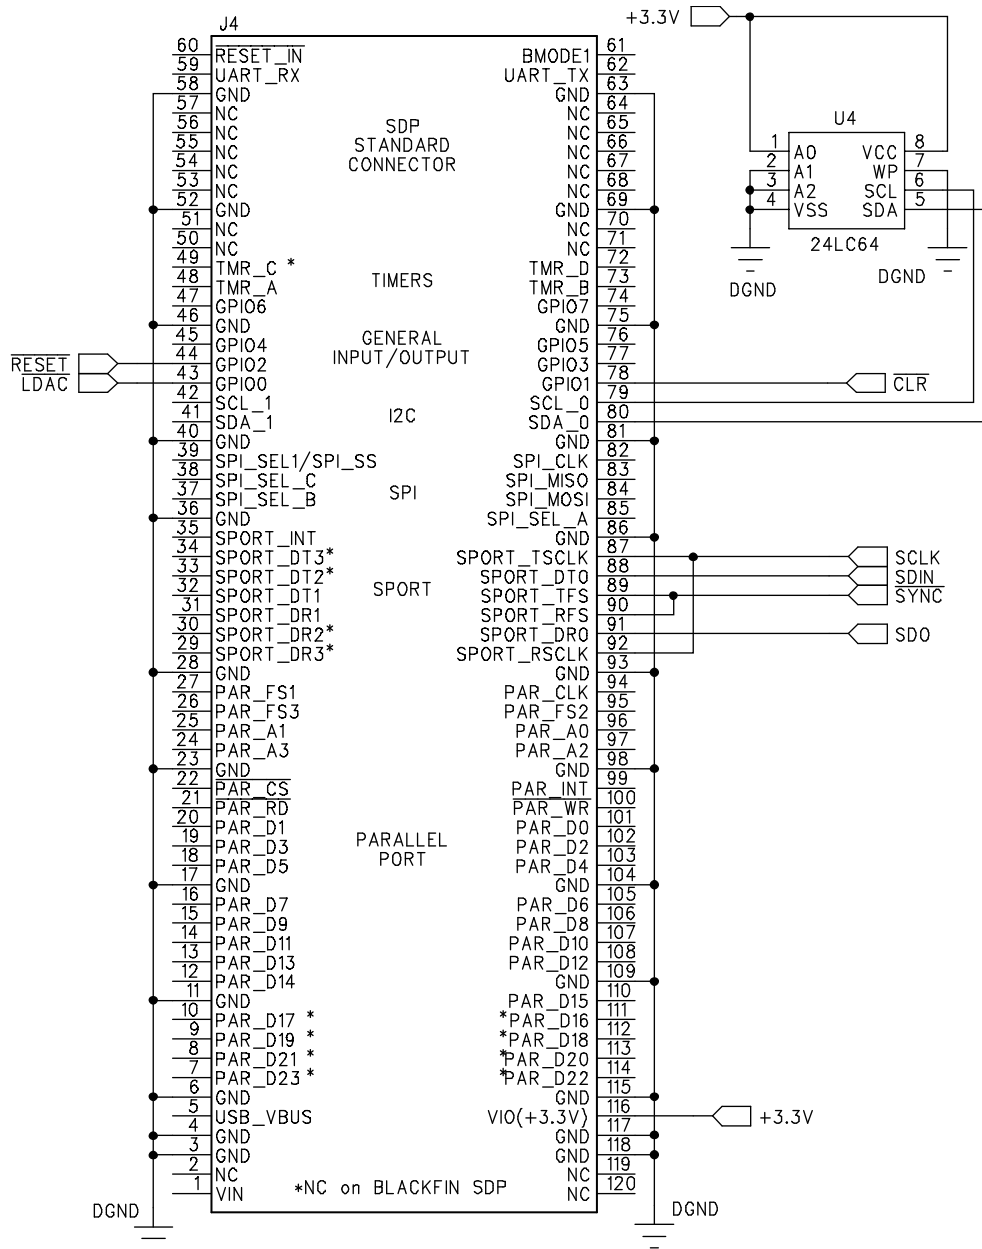 J4
60 RESET_IN BMODE1 61
59 UART_RX UART_TX 62
58 GND GND 63
57 NC NC 64
56 NC NC 65
55 NC NC 66
54 NC NC 67
53 NC NC 68
52 GND GND 69
51 NC NC 70
50 NC NC 71
49 TMR_C * TMR_D 72
48 TMR_A TMR_B 73
47 GPIO6 GPIO7 74
46 GND GND 75
45 GPIO4 GPIO5 76
44 GPIO2 GPIO3 77
43 GPIO0 GPIO1 78
42 SCL_1 SCL_0 79
41 SDA_1 SDA_0 80
40 GND GND 81
39 SPI_SEL1/SPI_SS SPI_CLK 82
38 SPI_SEL_C SPI_MISO 83
37 SPI_SEL_B SPI_MOSI 84
36 GND SPI_SEL_A 85
35 SPORT_INT GND 86
34 SPORT_DT3* SPORT_TSCLK 87
33 SPORT_DT2* SPORT_DT0 88
32 SPORT_DT1 SPORT_TFS 89
31 SPORT_DR1 SPORT_RFS 90
30 SPORT_DR2* SPORT_DR0 91
29 SPORT_DR3* SPORT_RSCLK 92
28 GND GND 93
27 PAR_FS1 PAR_CLK 94
26 PAR_FS3 PAR_FS2 95
25 PAR_A1 PAR_A0 96
24 PAR_A3 PAR_A2 97
23 GND GND 98
22 PAR_CS PAR_INT 99
21 PAR_RD PAR_WR 100
20 PAR_D1 PAR_D0 101
19 PAR_D3 PAR_D2 102
18 PAR_D5 PAR_D4 103
17 GND GND 104
16 PAR_D7 PAR_D6 105
15 PAR_D9 PAR_D8 106
14 PAR_D11 PAR_D10 107
13 PAR_D13 PAR_D12 108
12 PAR_D14 GND 109
11 GND PAR_D15 110
10 PAR_D17 * *PAR_D16 111
9 PAR_D19 * *PAR_D18 112
8 PAR_D21 * *PAR_D20 113
7 PAR_D23 * *PAR_D22 114
6 GND GND 115
5 USB_VBUS VIO(+3.3V) 116
4 GND GND 117
3 GND GND 118
2 NC NC 119
1 VIN NC 120
SDP
STANDARD
CONNECTOR
TIMERS
GENERAL
INPUT/OUTPUT
I2C
SPI
SPORT
PARALLEL
PORT
*NC on BLACKFIN SDP
RESET
LDAC
DGND
+3.3V
U4
1 A0 VCC 8
2 A1 WP 7
3 A2 SCL 6
4 VSS SDA 5
24LC64
DGND
DGND
CLR
SCLK
SDIN
SYNC
SDO
+3.3V
DGND